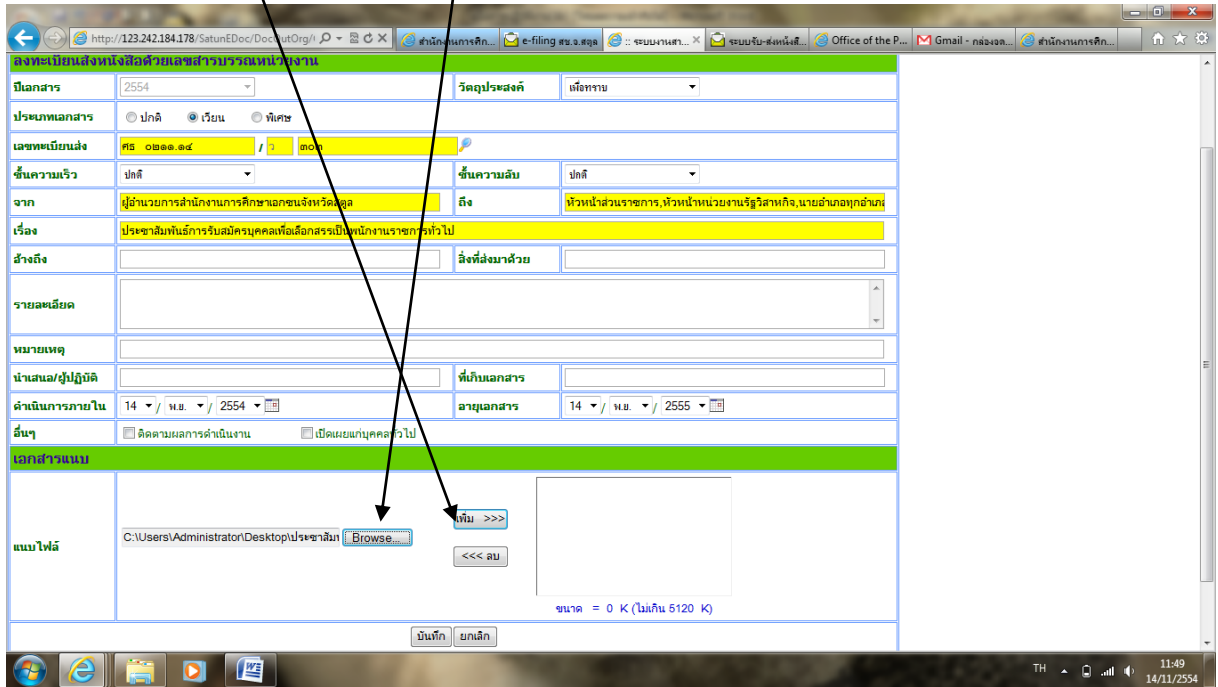 http://123.242.184.178/SatunEDoc/DocOutOrg/ สำนักงานการศึก... e-filing สช.จ.สตูล :: ระบบงานสา... ระบบรับ-ส่งหนังสื... Office of the P... Gmail - กล่องจด... สำนักงานการศึก...
ลงทะเบียนส่งหนังสือด้วยเลขสารบรรณหน่วยงาน
ปีเอกสาร 2554 วัตถุประสงค์ เพื่อทราบ
ประเภทเอกสาร ปกติ เวียน พิเศษ
เลขทะเบียนส่ง ศธ ๐๒๑๑.๑๔ / ว ๓๐๓
ชั้นความเร็ว ปกติ ชั้นความลับ ปกติ
จาก ผู้อำนวยการสำนักงานการศึกษาเอกชนจังหวัดสตูล ถึง หัวหน้าส่วนราชการ,หัวหน้าหน่วยงานรัฐวิสาหกิจ,นายอำเภอทุกอำเภ
เรื่อง ประชาสัมพันธ์การรับสมัครบุคคลเพื่อเลือกสรรเป็นพนักงานราชการทั่วไป
อ้างถึง สิ่งที่ส่งมาด้วย
รายละเอียด
หมายเหตุ
นำเสนอ/ผู้ปฏิบัติ ที่เก็บเอกสาร
ดำเนินการภายใน 14 / พ.ย. / 2554 อายุเอกสาร 14 / พ.ย. / 2555
อื่นๆ ติดตามผลการดำเนินงาน เปิดเผยแก่บุคคลทั่วไป
เอกสารแนบ
เพิ่ม >>>
แนบไฟล์ C:\Users\Administrator\Desktop\ประชาสัมพ Browse...
<<< ลบ
ขนาด = 0 K (ไม่เกิน 5120 K)
บันทึก ยกเลิก
TH 11:49
14/11/2554